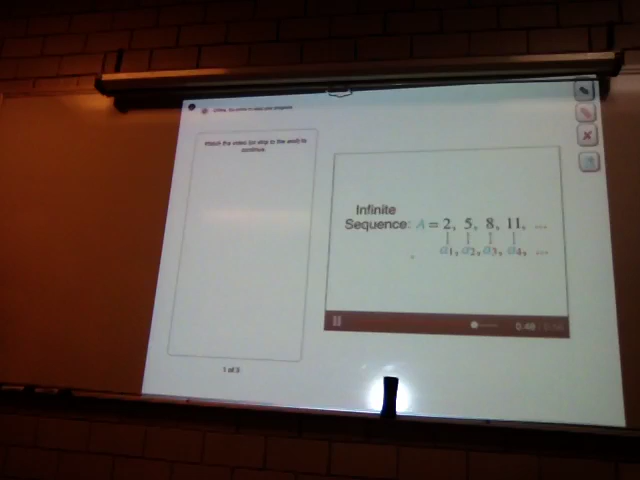 Watch the video (or skip to the end) to
continue.
Infinite
Sequence: A = 2, 5, 8, 11, ...
a1, a2, a3, a4, ...
0:48
1 of 3